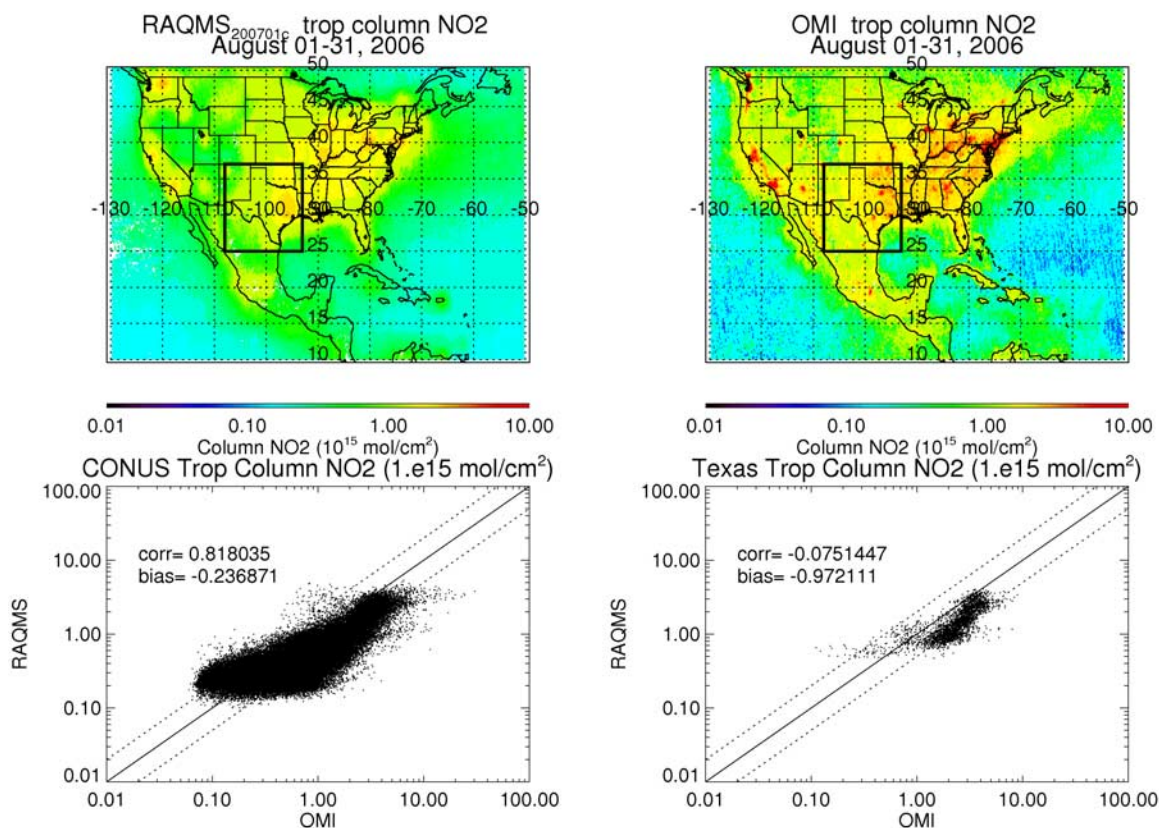 RAQMS200701c trop column NO2
August 01-31, 2006
50
45
40
35
-130 -120 -110 -100 -90 30 -80 -70 -60 -50
25
20
15
10
0.01 0.10 1.00 10.00
Column NO2 (10^15 mol/cm^2)
OMI trop column NO2
August 01-31, 2006
50
45
40
35
-130 -120 -110 -100 -90 30 -80 -70 -60 -50
25
20
15
10
0.01 0.10 1.00 10.00
Column NO2 (10^15 mol/cm^2)
CONUS Trop Column NO2 (1.e15 mol/cm^2)
100.00
10.00
1.00
0.10
0.01
RAQMS
corr= 0.818035
bias= -0.236871
0.01 0.10 1.00 10.00 100.00
OMI
Texas Trop Column NO2 (1.e15 mol/cm^2)
100.00
10.00
1.00
0.10
0.01
RAQMS
corr= -0.0751447
bias= -0.972111
0.01 0.10 1.00 10.00 100.00
OMI